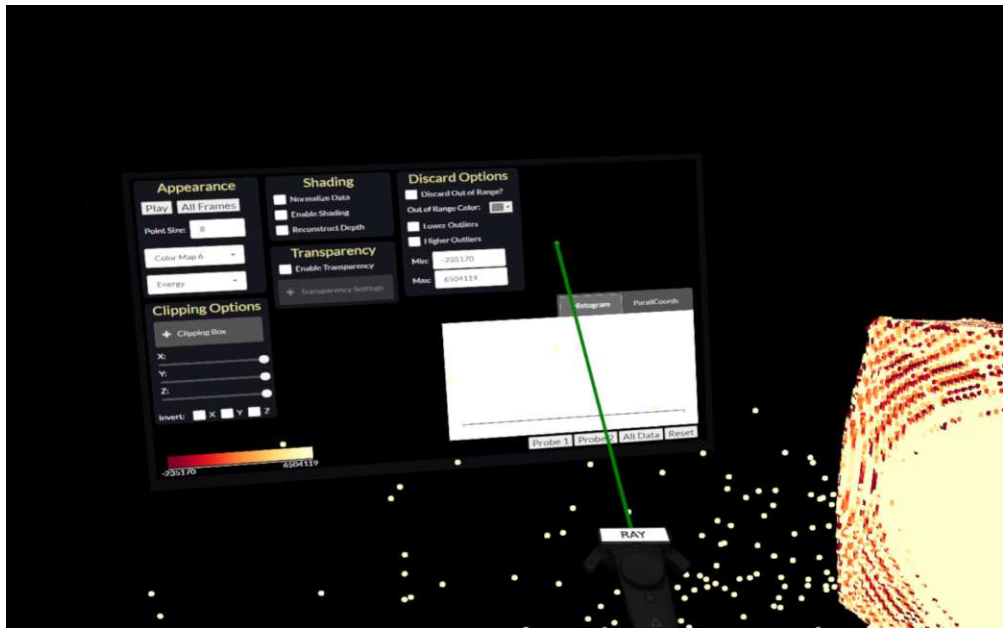 Appearance
Play All Frames
Point Size: 8
Color Map 6
Energy
Clipping Options
+ Clipping Box
X:
Y:
Z:
Invert: X Y Z
-235170 6504119
Shading
Normalize Data
Enable Shading
Reconstruct Depth
Transparency
Enable Transparency
+ Transparency Settings
Discard Options
Discard Out of Range?
Out of Range Color:
Lower Outliers
Higher Outliers
Min: -235170
Max: 6504119
Histogram ParallCoords
Probe 1 Probe 2 All Data Reset
RAY